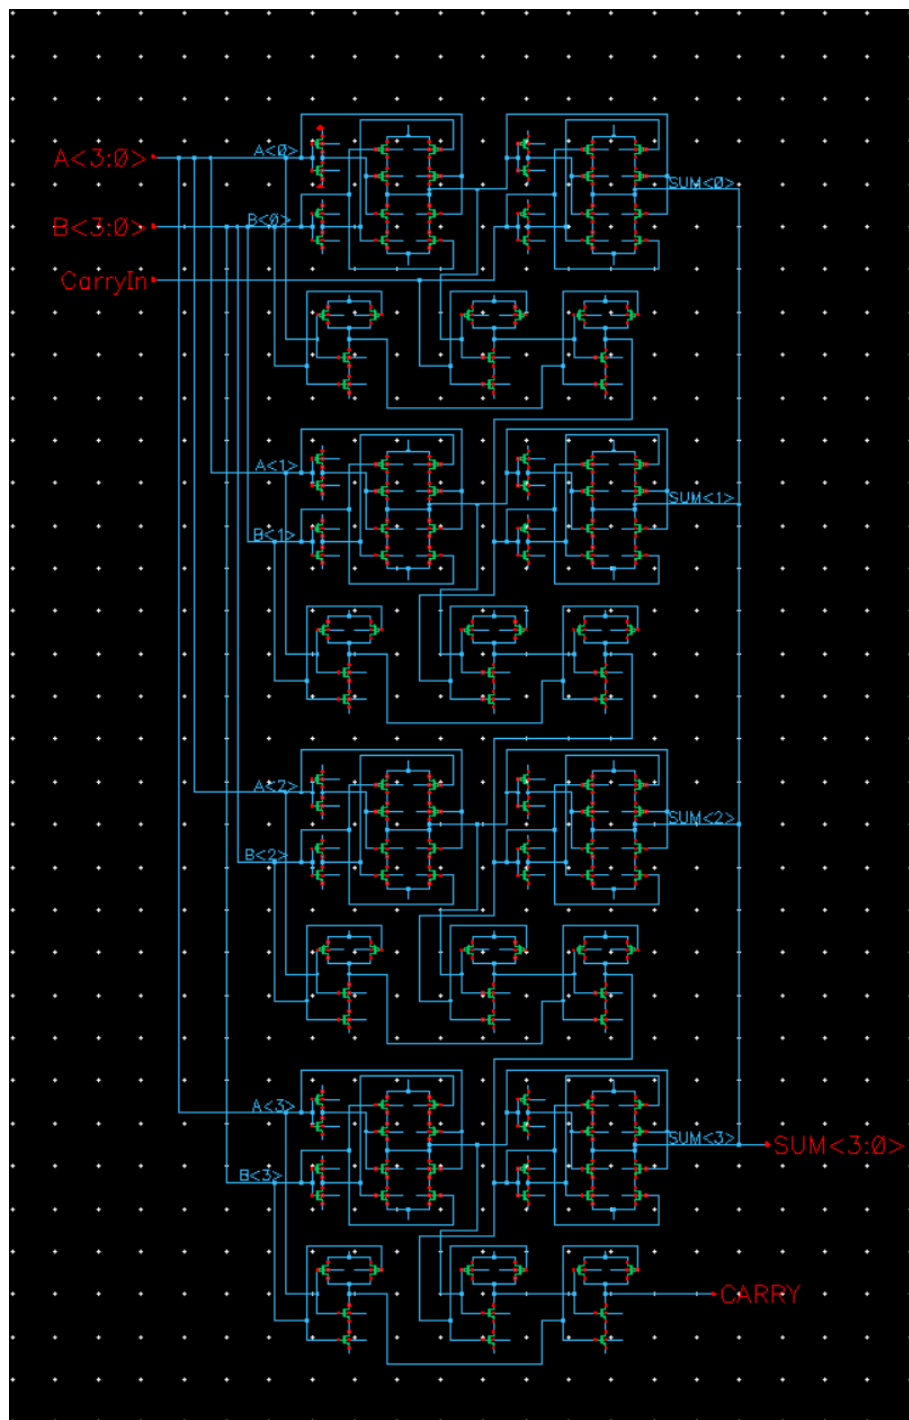 A<3:0>
A<0>
SUM<0>
B<3:0>
B<0>
CarryIn
A<1>
SUM<1>
B<1>
A<2>
SUM<2>
B<2>
A<3>
SUM<3>
SUM<3:0>
B<3>
CARRY